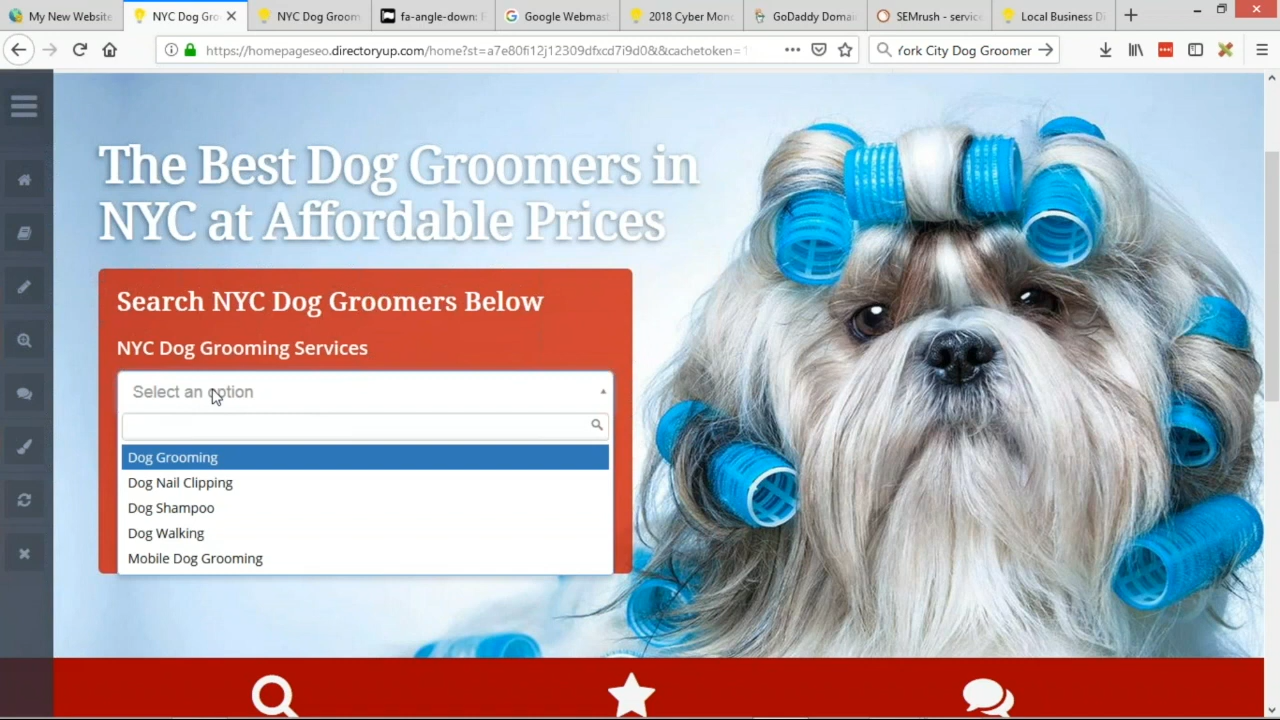 My New Website
NYC Dog Gro
NYC Dog Groom
fa-angle-down: F
Google Webmast
2018 Cyber Mon
GoDaddy Domai
SEMrush - service
Local Business Di
https://homepageseo.directoryup.com/home?st=a7e80fi12j12309dfxcd7i9d0&&cachetoken=1
York City Dog Groomer
The Best Dog Groomers in
NYC at Affordable Prices
Search NYC Dog Groomers Below
NYC Dog Grooming Services
Select an option
Dog Grooming
Dog Nail Clipping
Dog Shampoo
Dog Walking
Mobile Dog Grooming